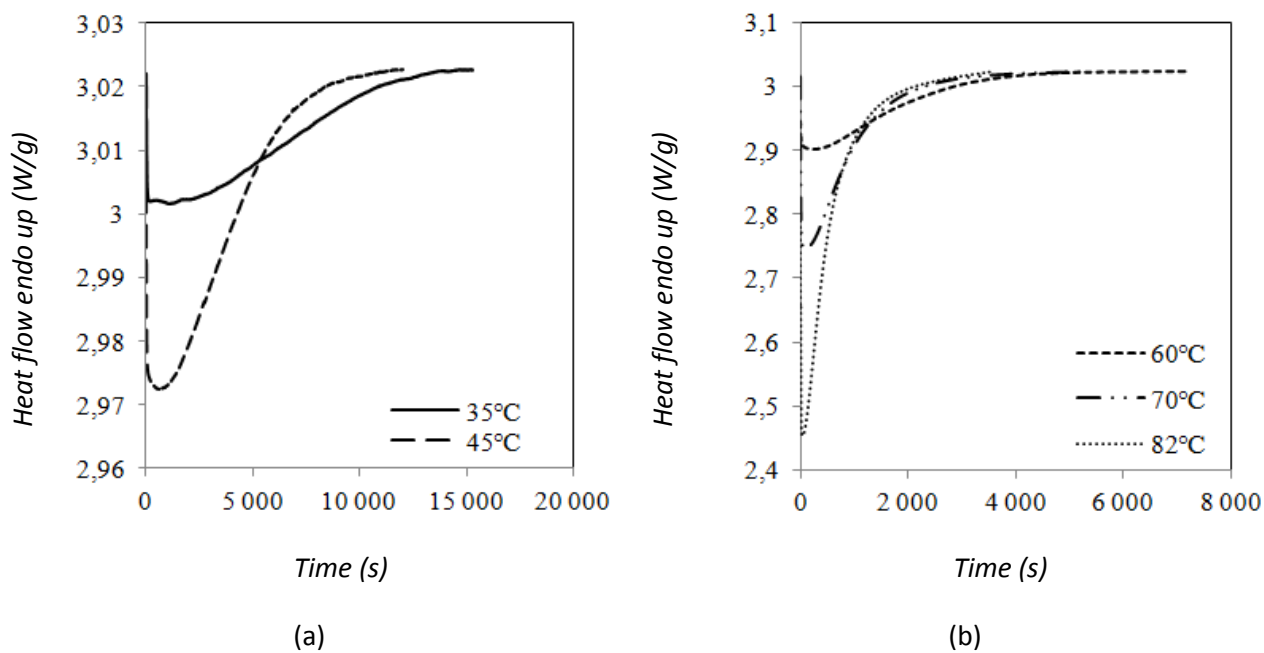 Heat flow endo up (W/g)
3,03
3,02
3,01
3
2,99
2,98
2,97
2,96
35°C
45°C
0 5 000 10 000 15 000 20 000
Time (s)
(a)
Heat flow endo up (W/g)
3,1
3
2,9
2,8
2,7
2,6
2,5
2,4
60°C
70°C
82°C
0 2 000 4 000 6 000 8 000
Time (s)
(b)